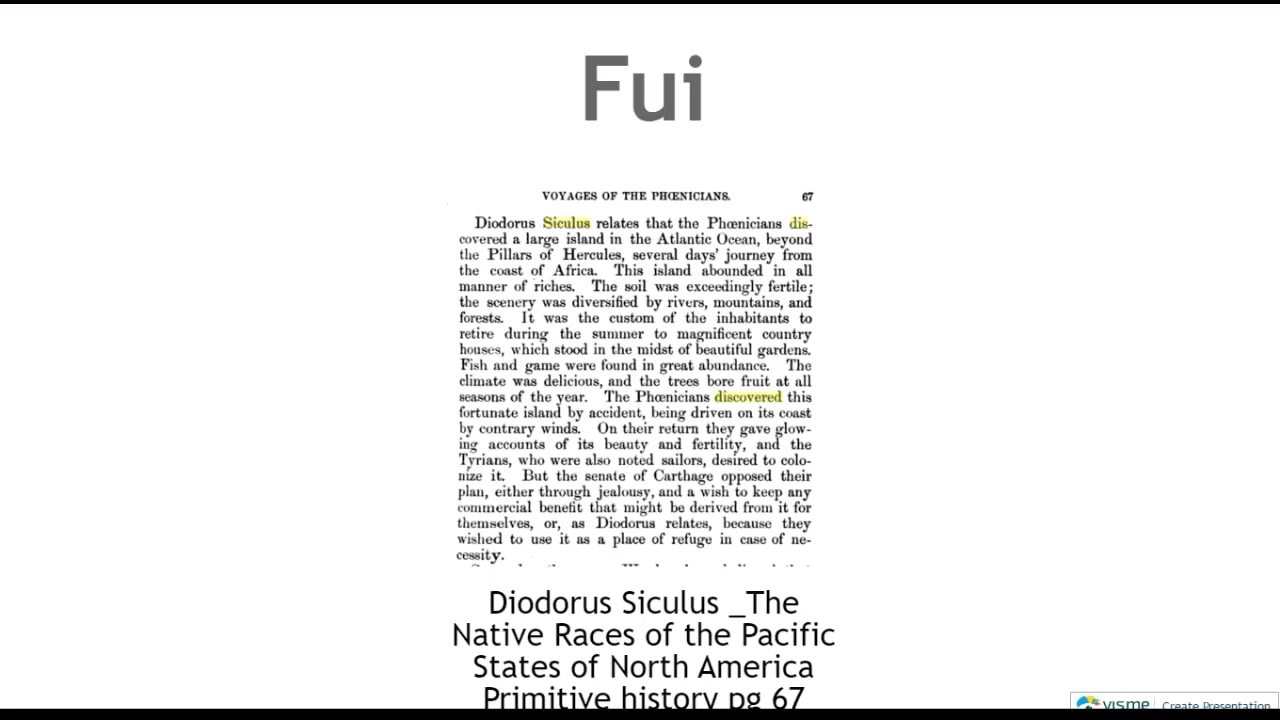 Fui
VOYAGES OF THE PHŒNICIANS. 67
Diodorus Siculus relates that the Phœnicians dis-
covered a large island in the Atlantic Ocean, beyond
the Pillars of Hercules, several days' journey from
the coast of Africa. This island abounded in all
manner of riches. The soil was exceedingly fertile;
the scenery was diversified by rivers, mountains, and
forests. It was the custom of the inhabitants to
retire during the summer to magnificent country
houses, which stood in the midst of beautiful gardens.
Fish and game were found in great abundance. The
climate was delicious, and the trees bore fruit at all
seasons of the year. The Phœnicians discovered this
fortunate island by accident, being driven on its coast
by contrary winds. On their return they gave glow-
ing accounts of its beauty and fertility, and the
Tyrians, who were also noted sailors, desired to colo-
nize it. But the senate of Carthage opposed their
plan, either through jealousy, and a wish to keep any
commercial benefit that might be derived from it for
themselves, or, as Diodorus relates, because they
wished to use it as a place of refuge in case of ne-
cessity.
Diodorus Siculus _The
Native Races of the Pacific
States of North America
Primitive history pg 67
visme Create Presentation